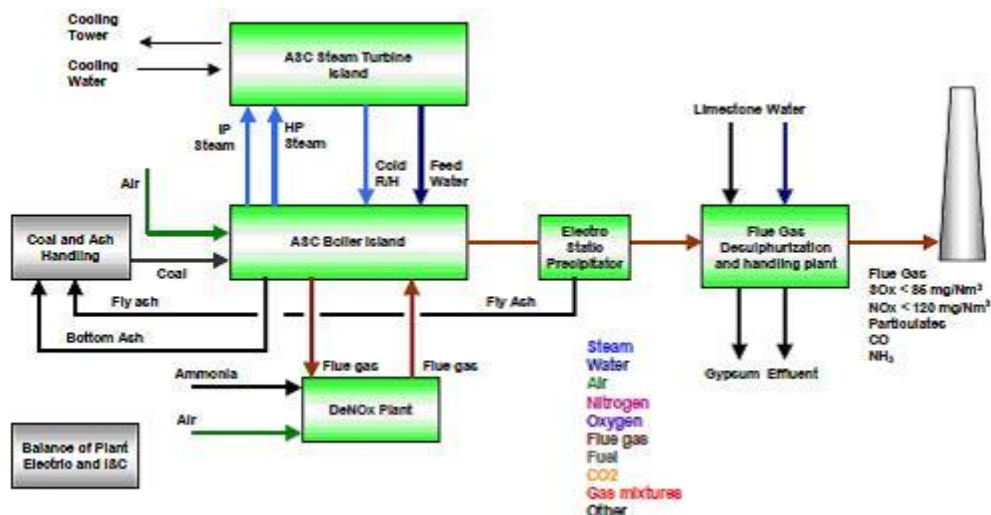 Cooling
Tower
Cooling
Water
ASC Steam Turbine
Island
IP
Steam
HP
Steam
Cold
R/H
Feed
Water
Limestone Water
Air
Coal and Ash
Handling
Coal
ASC Boiler Island
Electro
Static
Precipitator
Flue Gas
Desulphurization
and handling plant
Flue Gas
SOx < 85 mg/Nm³
NOx < 120 mg/Nm³
Particulates
CO
NH₃
Fly ash
Fly Ash
Bottom Ash
Flue gas
Flue gas
Gypsum Effluent
Ammonia
DeNOx Plant
Air
Balance of Plant
Electric and I&C
Steam
Water
Air
Nitrogen
Oxygen
Flue gas
Fuel
CO2
Gas mixtures
Other